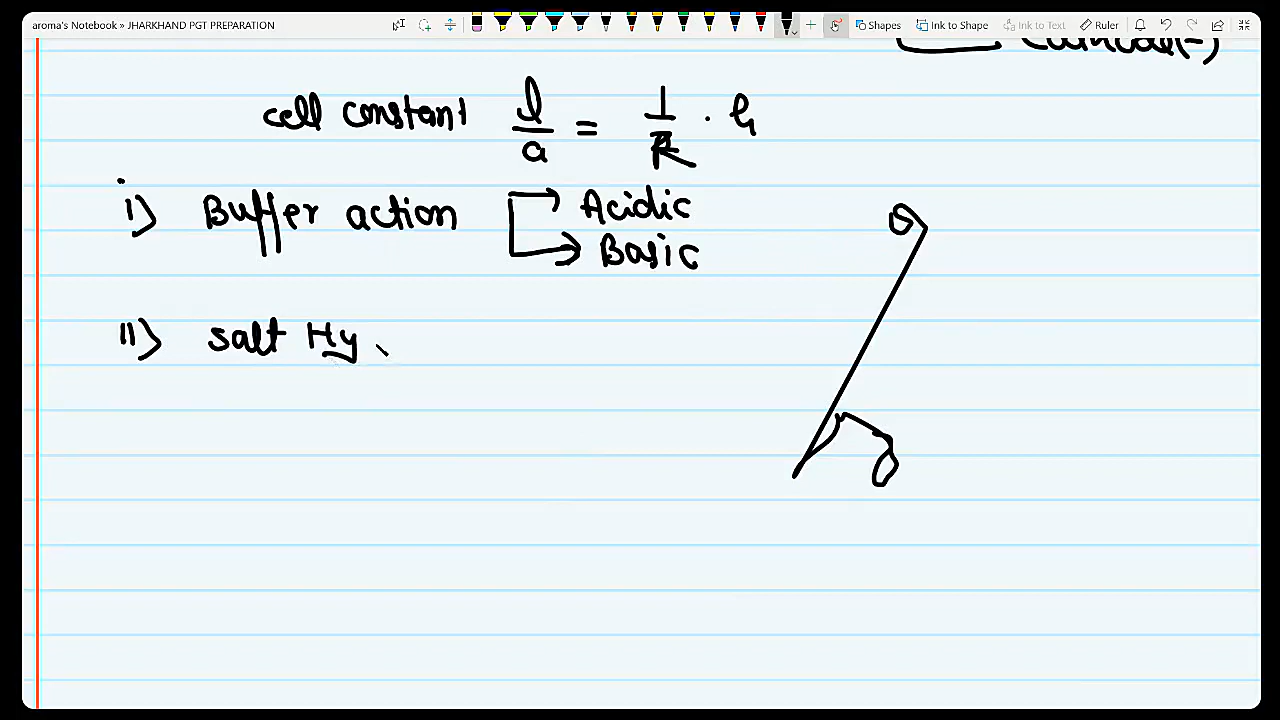 aroma's Notebook » JHARKHAND PGT PREPARATION
Shapes Ink to Shape Ink to Text Ruler
cell constant l/a = 1/R ·
i) Buffer action → Acidic
→ Basic
II) salt Hy